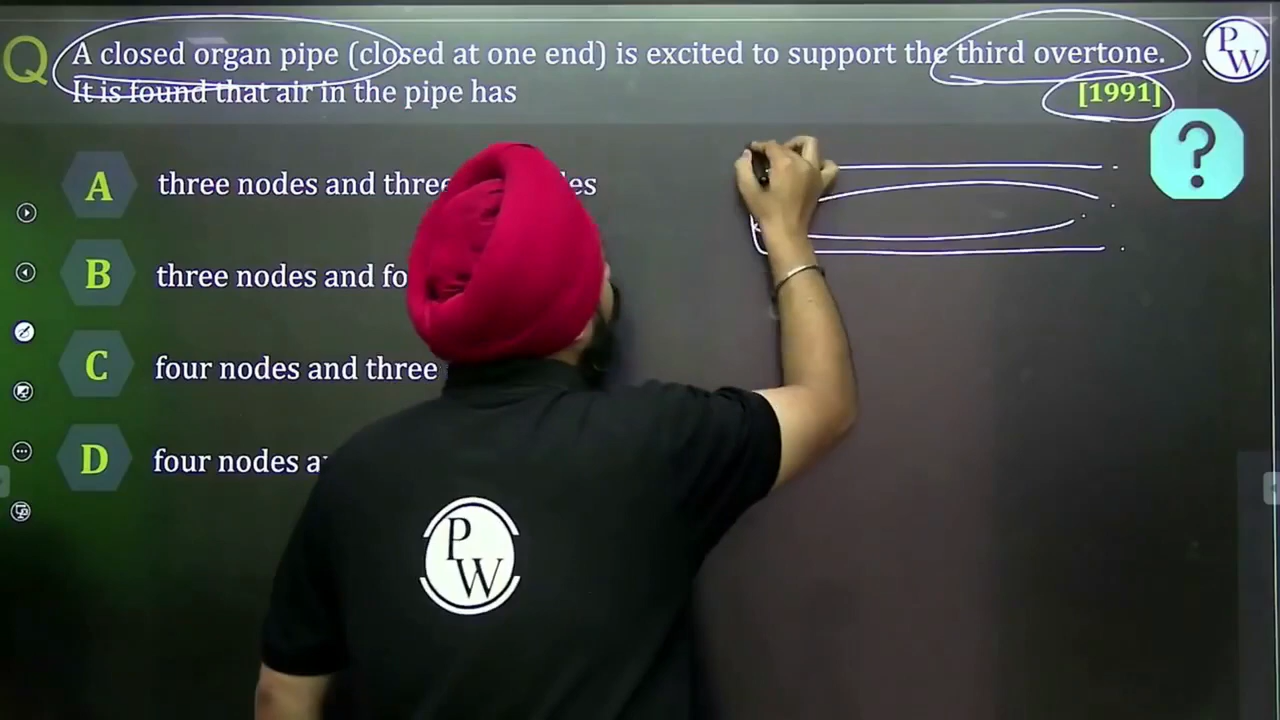 Q A closed organ pipe (closed at one end) is excited to support the third overtone.
It is found that air in the pipe has [1991]
PW
?
A three nodes and three
B three nodes and
C four nodes and three
D four nodes
PW